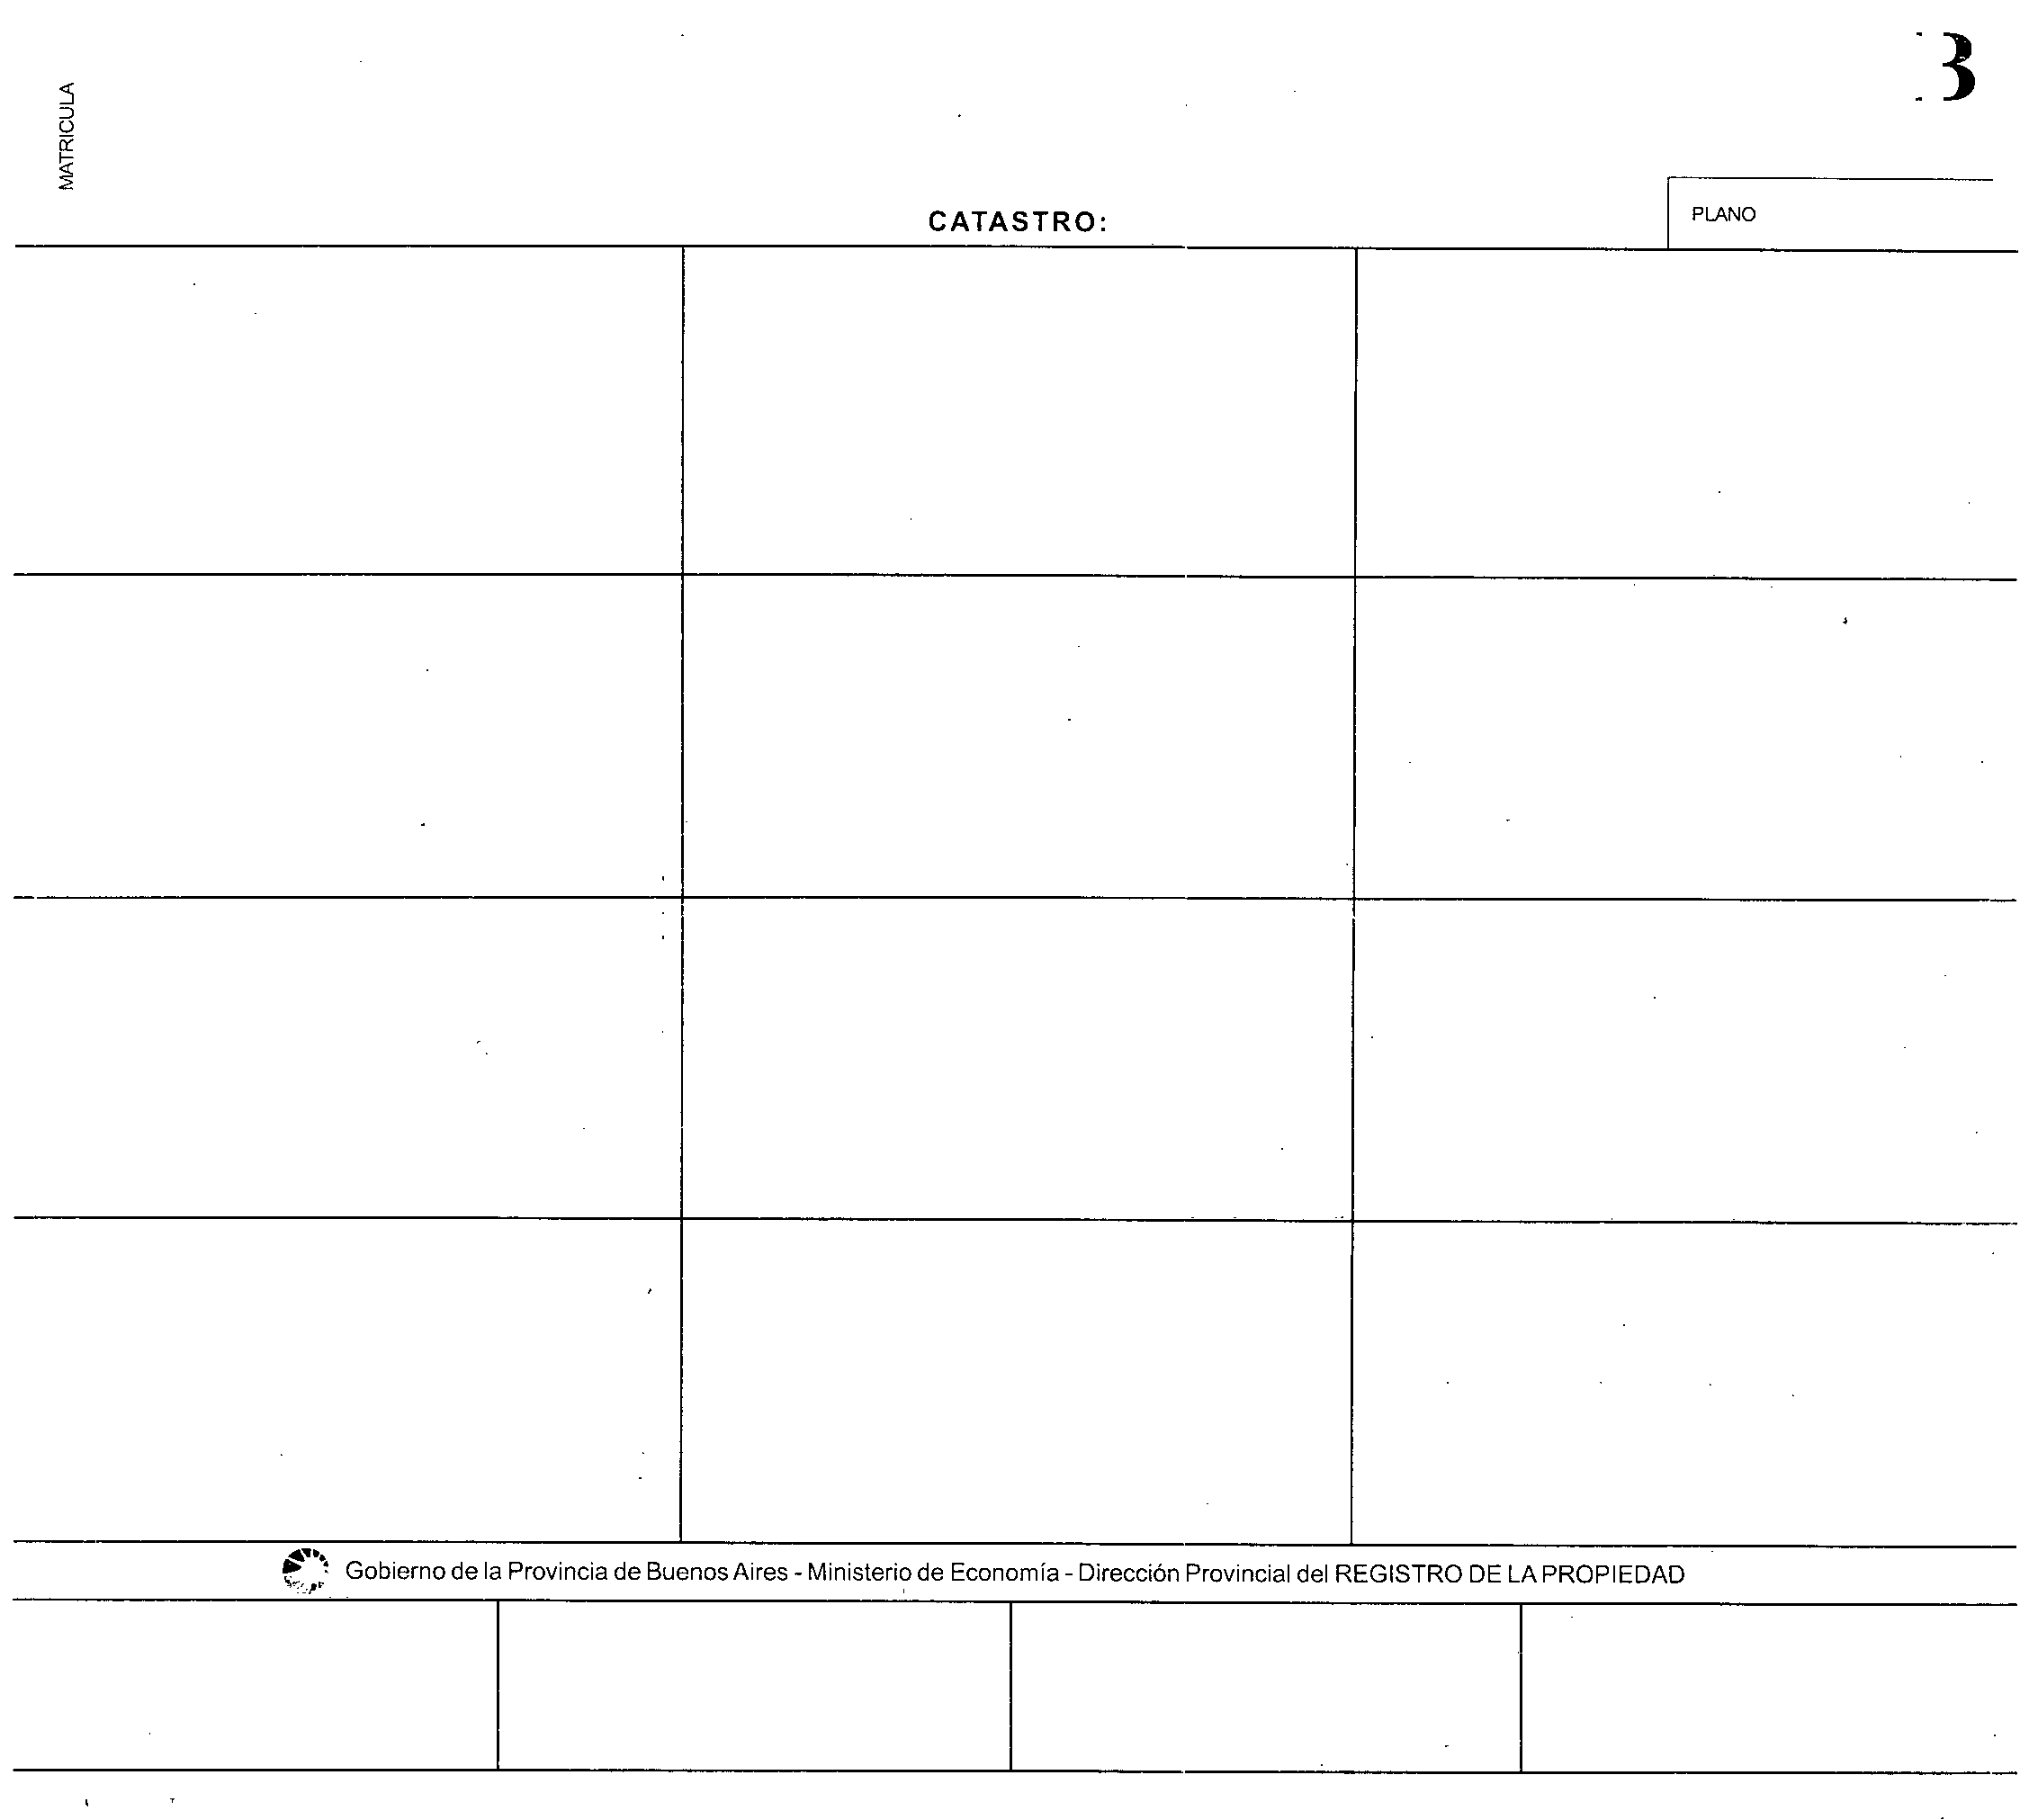 B
MATRICULA
PLANO
CATASTRO:
Gobierno de la Provincia de Buenos Aires - Ministerio de Economía - Dirección Provincial del REGISTRO DE LA PROPIEDAD